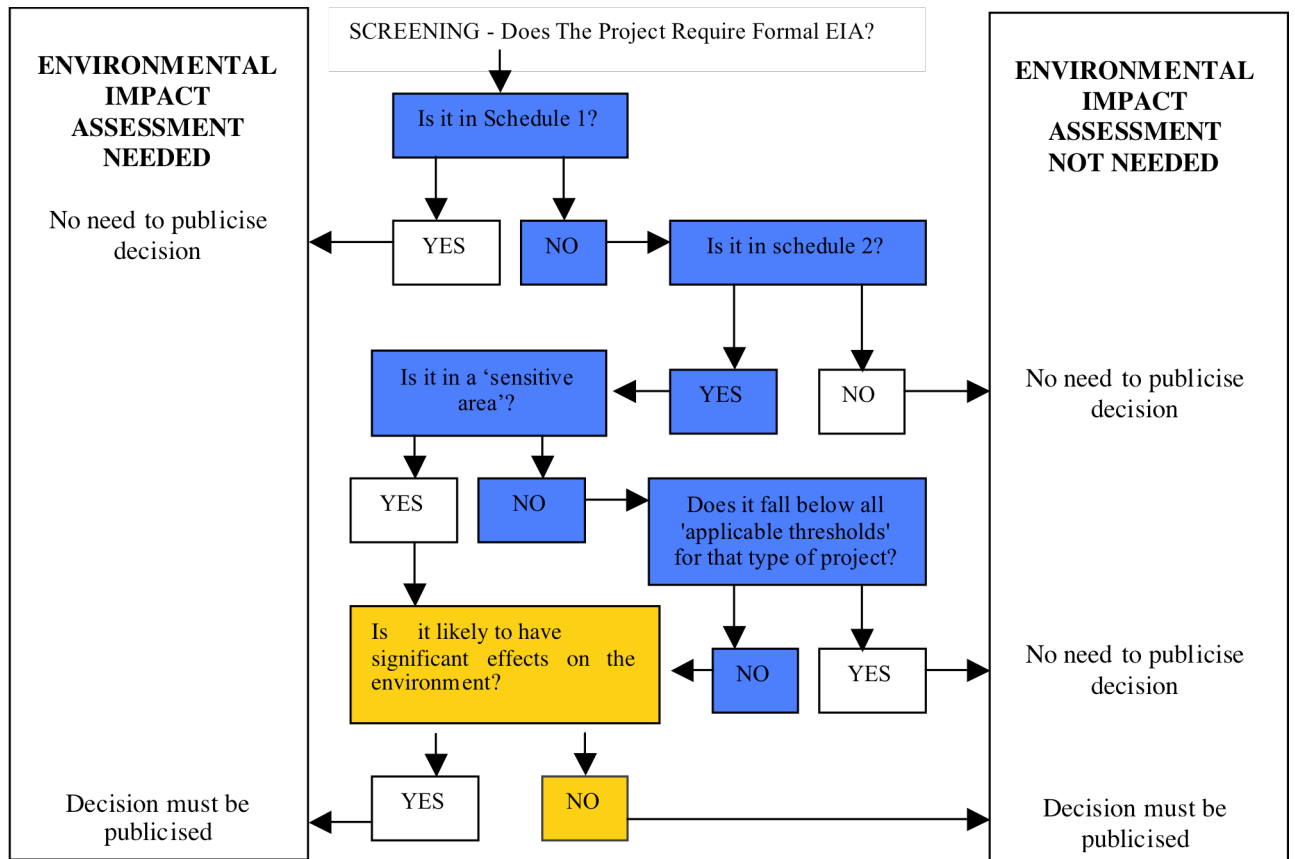 SCREENING - Does The Project Require Formal EIA?
ENVIRONMENTAL
IMPACT
ASSESSMENT
NEEDED
No need to publicise
decision
Decision must be
publicised
Is it in Schedule 1?
YES
NO
Is it in schedule 2?
Is it in a ‘sensitive
area’?
YES
NO
YES
NO
Does it fall below all
'applicable thresholds'
for that type of project?
Is it likely to have
significant effects on the
environment?
NO
YES
YES
NO
ENVIRONMENTAL
IMPACT
ASSESSMENT
NOT NEEDED
No need to publicise
decision
No need to publicise
decision
Decision must be
publicised